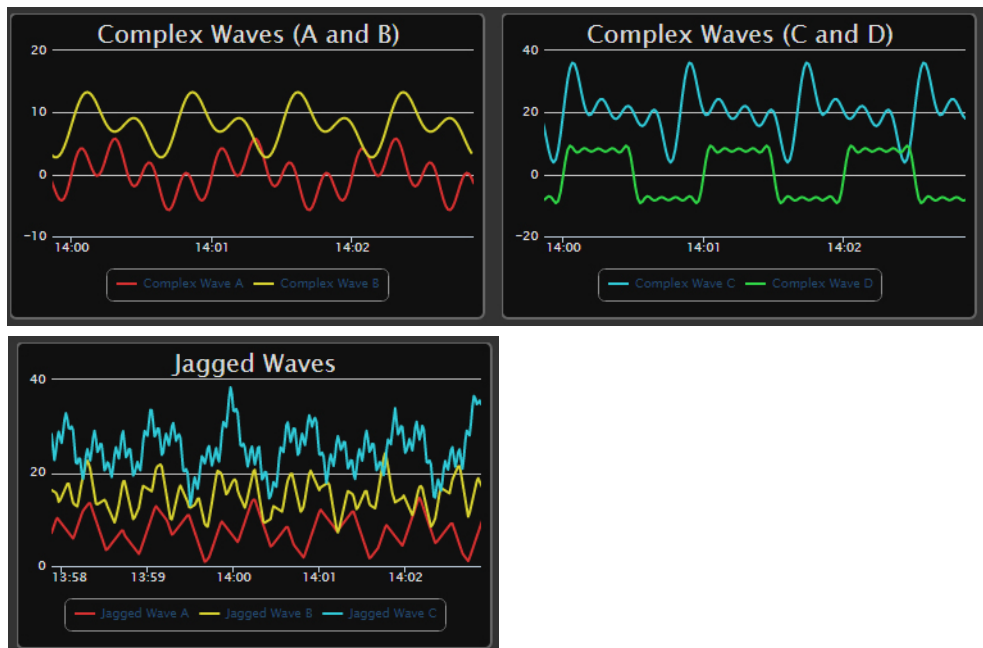 Complex Waves (A and B)
20
10
0
−10
14:00 14:01 14:02
Complex Wave A Complex Wave B
Complex Waves (C and D)
40
20
0
−20
14:00 14:01 14:02
Complex Wave C Complex Wave D
Jagged Waves
40
20
0
13:58 13:59 14:00 14:01 14:02
Jagged Wave A Jagged Wave B Jagged Wave C